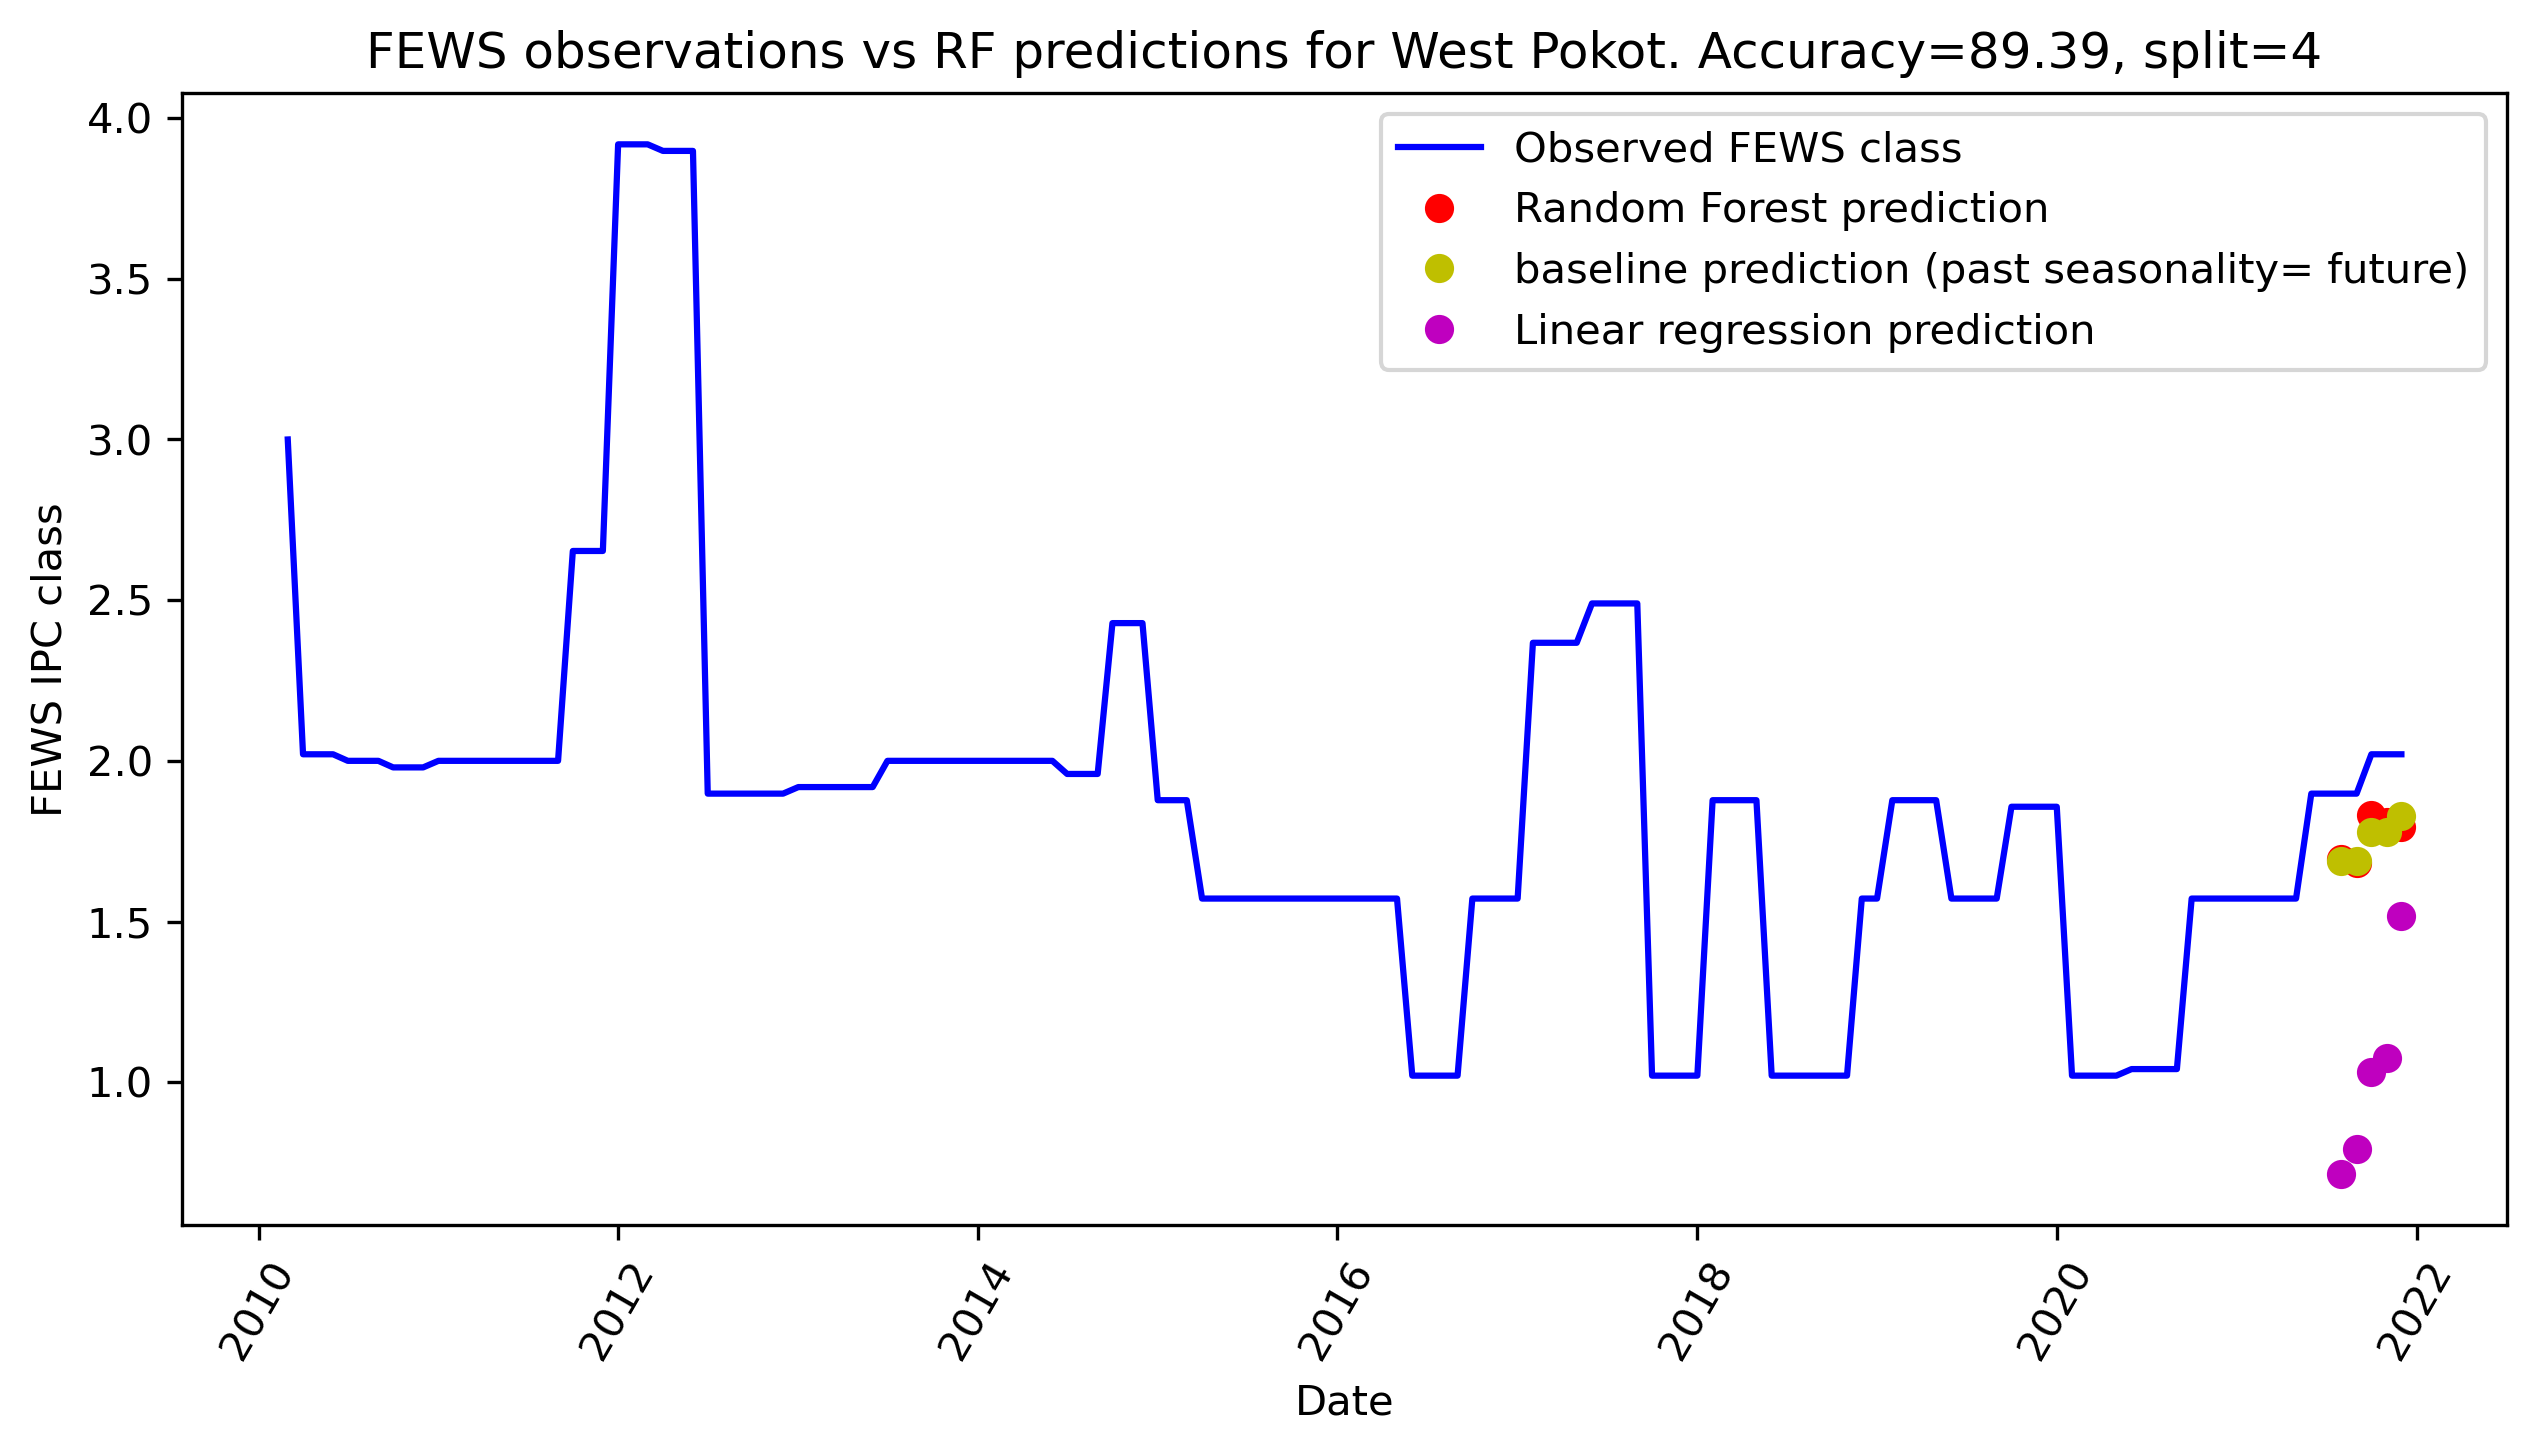 FEWS observations vs RF predictions for West Pokot. Accuracy=89.39, split=4
Observed FEWS class
Random Forest prediction
baseline prediction (past seasonality= future)
Linear regression prediction
FEWS IPC class
4.0
3.5
3.0
2.5
2.0
1.5
1.0
2010
2012
2014
2016
2018
2020
2022
Date